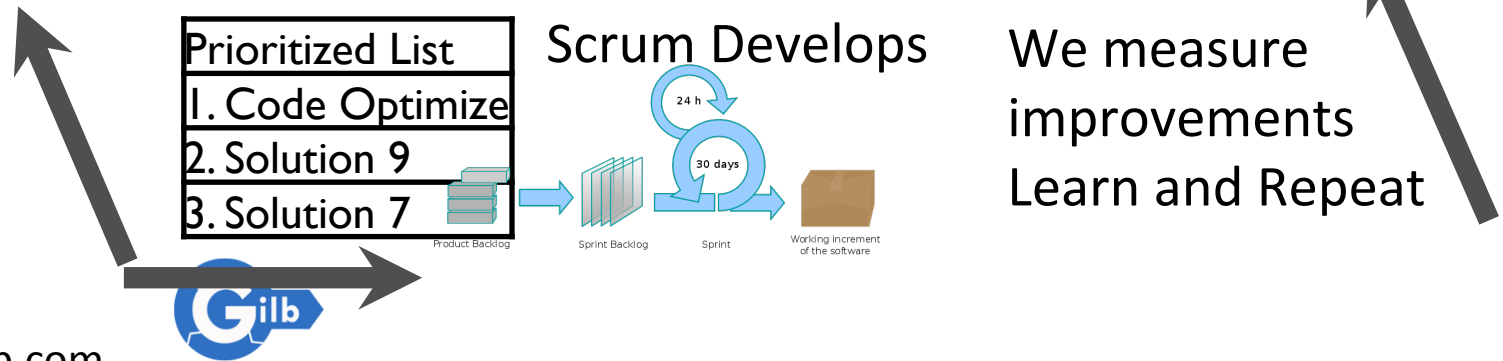 Prioritized List
1. Code Optimize
2. Solution 9
3. Solution 7
Product Backlog
Scrum Develops
24 h
30 days
Sprint Backlog
Sprint
Working increment
of the software
We measure
improvements
Learn and Repeat
Gilb
.com